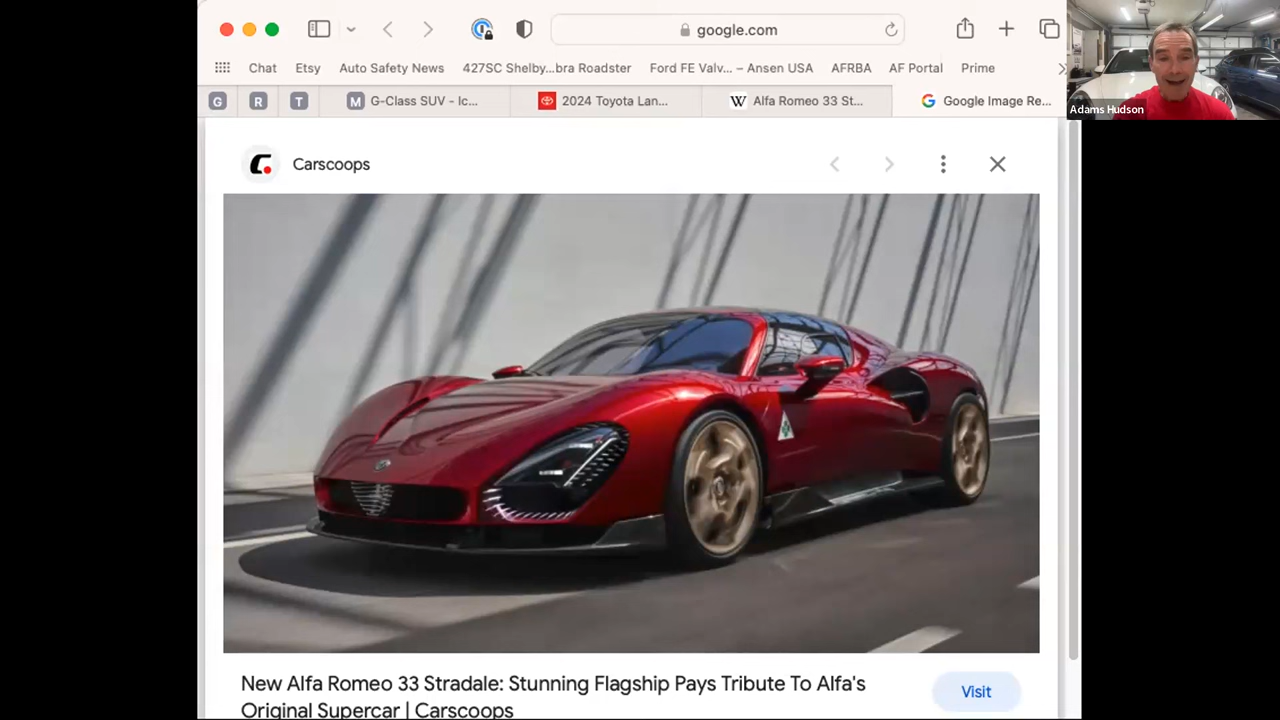 google.com
Chat Etsy Auto Safety News 427SC Shelby...bra Roadster Ford FE Valv... – Ansen USA AFRBA AF Portal Prime
G R T M G-Class SUV - Ic... 2024 Toyota Lan... W Alfa Romeo 33 St... G Google Image Re...
Adams Hudson
Carscoops
New Alfa Romeo 33 Stradale: Stunning Flagship Pays Tribute To Alfa's
Original Supercar | Carscoops
Visit